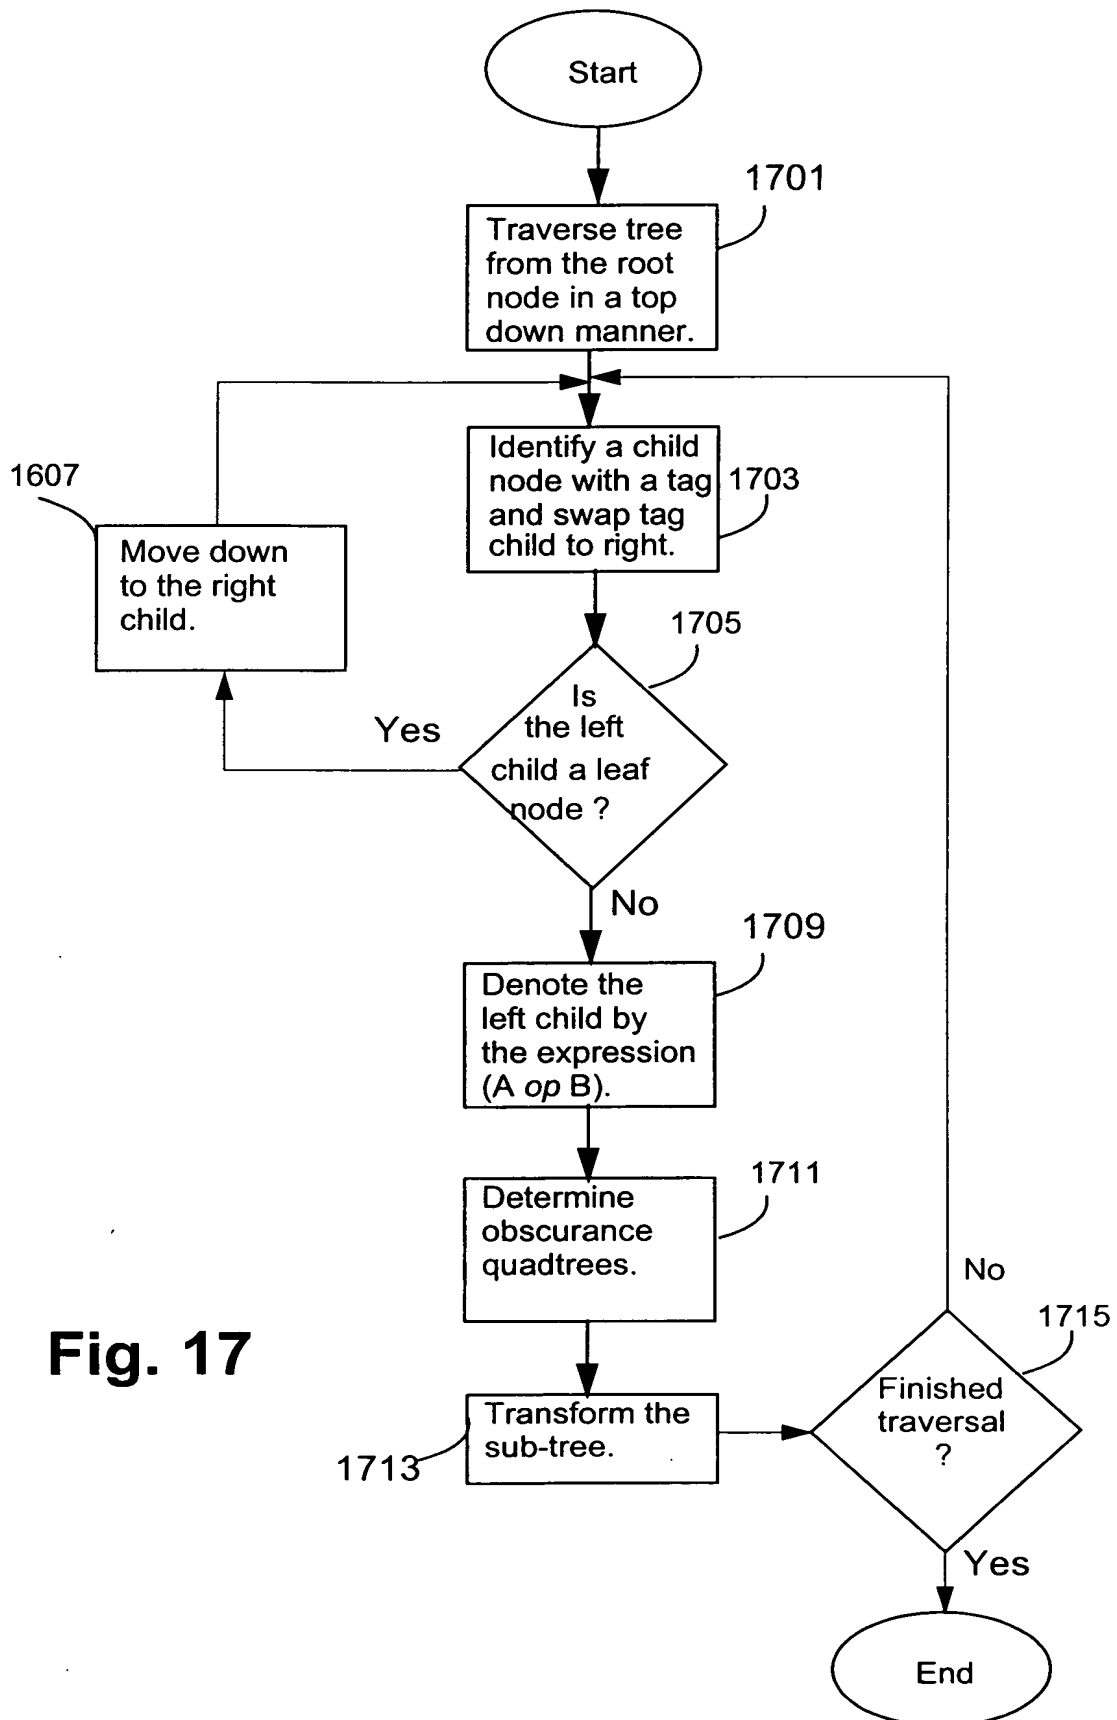 Start
1701
Traverse tree
from the root
node in a top
down manner.
Identify a child
node with a tag
and swap tag
child to right.
1703
1607
Move down
to the right
child.
1705
Is
the left
child a leaf
node ?
Yes
No
1709
Denote the
left child by
the expression
(A op B).
1711
Determine
obscurance
quadtrees.
No
1715
Fig. 17
Transform the
sub-tree.
1713
Finished
traversal
?
Yes
End